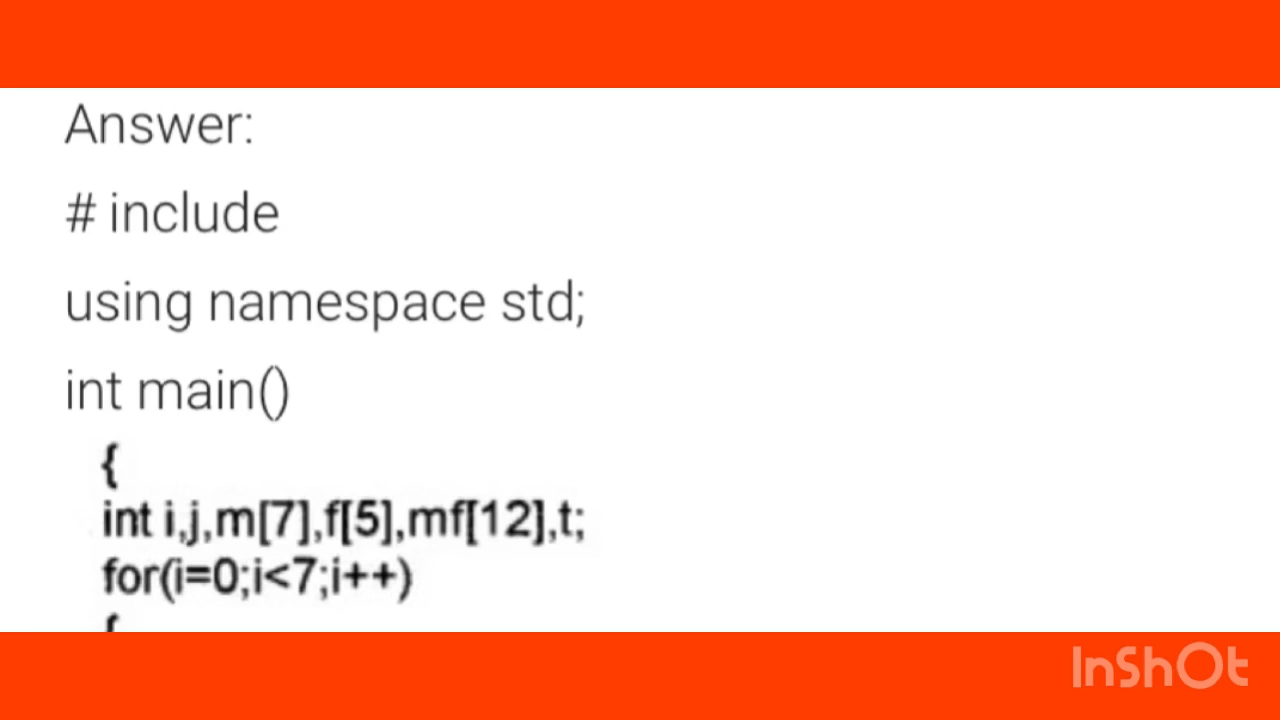 Answer:
# include
using namespace std;
int main()
{
int i,j,m[7],f[5],mf[12],t;
for(i=0;i<7;i++)
InShOt